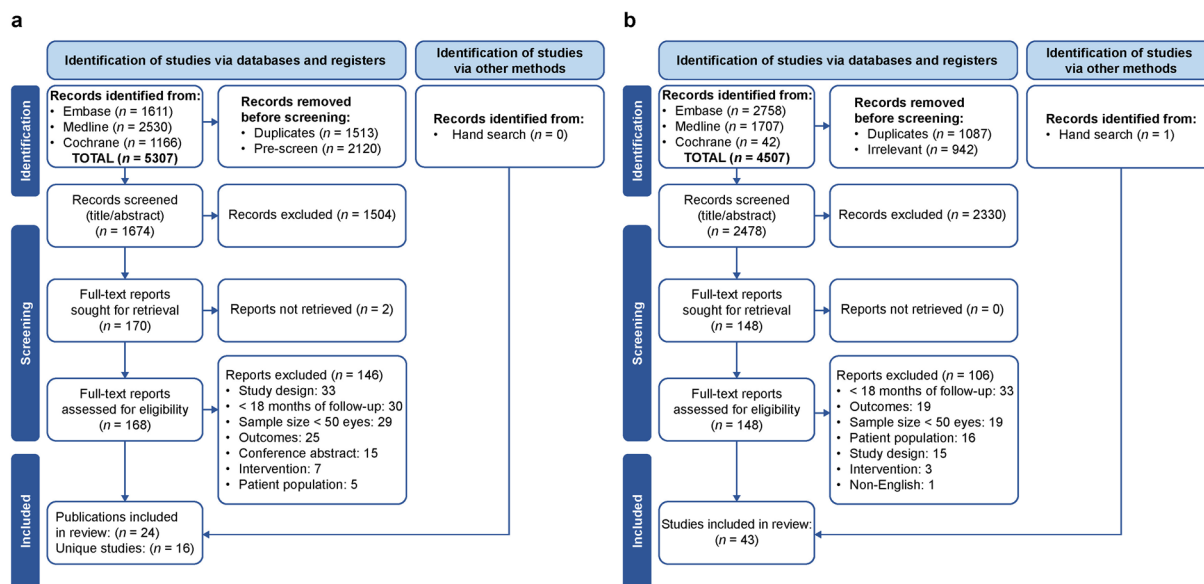 a
Identification of studies via databases and registers
Identification of studies
via other methods
Identification
Records identified from:
• Embase (n = 1611)
• Medline (n = 2530)
• Cochrane (n = 1166)
TOTAL (n = 5307)
Records removed
before screening:
• Duplicates (n = 1513)
• Pre-screen (n = 2120)
Records identified from:
• Hand search (n = 0)
Screening
Records screened
(title/abstract)
(n = 1674)
Records excluded (n = 1504)
Full-text reports
sought for retrieval
(n = 170)
Reports not retrieved (n = 2)
Full-text reports
assessed for eligibility
(n = 168)
Reports excluded (n = 146)
• Study design: 33
• < 18 months of follow-up: 30
• Sample size < 50 eyes: 29
• Outcomes: 25
• Conference abstract: 15
• Intervention: 7
• Patient population: 5
Included
Publications included
in review: (n = 24)
Unique studies: (n = 16)
b
Identification of studies via databases and registers
Identification of studies
via other methods
Identification
Records identified from:
• Embase (n = 2758)
• Medline (n = 1707)
• Cochrane (n = 42)
TOTAL (n = 4507)
Records removed
before screening:
• Duplicates (n = 1087)
• Irrelevant (n = 942)
Records identified from:
• Hand search (n = 1)
Screening
Records screened
(title/abstract)
(n = 2478)
Records excluded (n = 2330)
Full-text reports
sought for retrieval
(n = 148)
Reports not retrieved (n = 0)
Full-text reports
assessed for eligibility
(n = 148)
Reports excluded (n = 106)
• < 18 months of follow-up: 33
• Outcomes: 19
• Sample size < 50 eyes: 19
• Patient population: 16
• Study design: 15
• Intervention: 3
• Non-English: 1
Included
Studies included in review:
(n = 43)